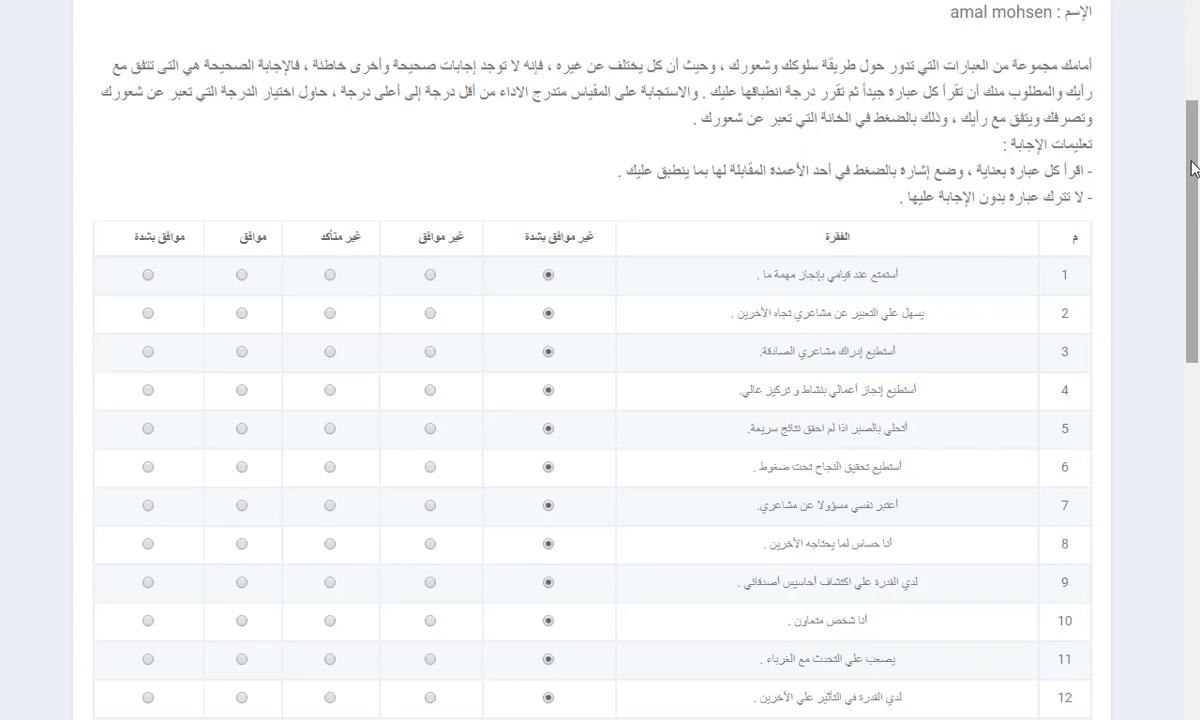 الإسم : amal mohsen
أمامك مجموعة من العبارات التي تدور حول طريقة سلوكك وشعورك ، وحيث أن كل يختلف عن غيره ، فإنه لا توجد إجابات صحيحة وأخرى خاطئة ، فالإجابة الصحيحة هي التى تتفق مع
رأيك والمطلوب منك أن تقرأ كل عبارة جيداً ثم تقرر درجة انطباقها عليك . والاستجابة على المقياس متدرج الاداء من أقل درجة إلى أعلى درجة ، حاول اختيار الدرجة التي تعبر عن شعورك
وتصرفك ويتفق مع رأيك ، وذلك بالضغط في الخانة التي تعبر عن شعورك .
تعليمات الإجابة :
- اقرأ كل عبارة بعناية ، وضع إشارة بالضغط في أحد الأعمدة المقابلة لها بما ينطبق عليك .
- لا تترك عبارة بدون الإجابة عليها .
م الفقرة غير موافق بشدة غير موافق غير متأكد موافق موافق بشدة
1 أستمتع عند قيامي بإنجاز مهمة ما .
2 يسهل علي التعبير عن مشاعري تجاه الأخرين .
3 أستطيع إدراك مشاعري الصادقة.
4 أستطيع إنجاز أعمالي بنشاط و تركيز عالي.
5 أتحلي بالصبر اذا لم احقق نتائج سريعة.
6 أستطيع تحقيق النجاح تحت ضغوط .
7 أعتبر نفسي مسؤولا عن مشاعري.
8 أنا حساس لما يحتاجه الأخرين .
9 لدي القدرة علي اكتشاف أحاسيس أصدقائي .
10 أنا شخص متعاون .
11 يصعب علي التحدث مع الغرباء .
12 لدي القدرة في التأثير علي الأخرين .